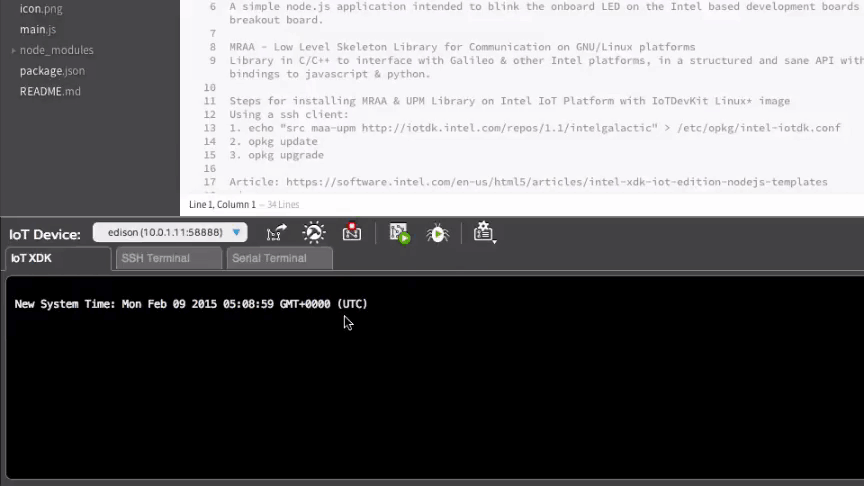 icon.png
main.js
node_modules
package.json
README.md
6 A simple node.js application intended to blink the onboard LED on the Intel based development boards
breakout board.
7
8 MRAA - Low Level Skeleton Library for Communication on GNU/Linux platforms
9 Library in C/C++ to interface with Galileo & other Intel platforms, in a structured and sane API with
bindings to javascript & python.
10
11 Steps for installing MRAA & UPM Library on Intel IoT Platform with IoTDevKit Linux* image
12 Using a ssh client:
13 1. echo "src maa-upm http://iotdk.intel.com/repos/1.1/intelgalactic" > /etc/opkg/intel-iotdk.conf
14 2. opkg update
15 3. opkg upgrade
16
17 Article: https://software.intel.com/en-us/html5/articles/intel-xdk-iot-edition-nodejs-templates
Line 1, Column 1 – 34 Lines
IoT Device: edison (10.0.1.11:58888)
IoT XDK SSH Terminal Serial Terminal
New System Time: Mon Feb 09 2015 05:08:59 GMT+0000 (UTC)